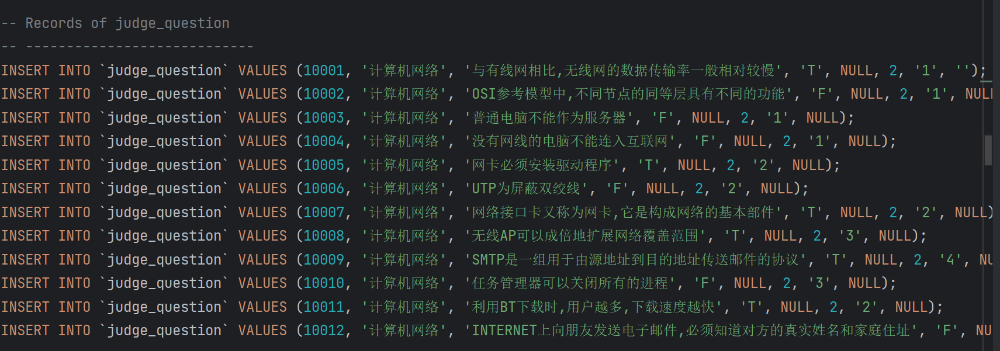 -- Records of judge_question
-- ----------------------------
INSERT INTO `judge_question` VALUES (10001, '计算机网络', '与有线网相比,无线网的数据传输率一般相对较慢', 'T', NULL, 2, '1', '');
INSERT INTO `judge_question` VALUES (10002, '计算机网络', 'OSI参考模型中,不同节点的同等层具有不同的功能', 'F', NULL, 2, '1', NULL
INSERT INTO `judge_question` VALUES (10003, '计算机网络', '普通电脑不能作为服务器', 'F', NULL, 2, '1', NULL);
INSERT INTO `judge_question` VALUES (10004, '计算机网络', '没有网线的电脑不能连入互联网', 'F', NULL, 2, '1', NULL);
INSERT INTO `judge_question` VALUES (10005, '计算机网络', '网卡必须安装驱动程序', 'T', NULL, 2, '2', NULL);
INSERT INTO `judge_question` VALUES (10006, '计算机网络', 'UTP为屏蔽双绞线', 'F', NULL, 2, '2', NULL);
INSERT INTO `judge_question` VALUES (10007, '计算机网络', '网络接口卡又称为网卡,它是构成网络的基本部件', 'T', NULL, 2, '2', NULL)
INSERT INTO `judge_question` VALUES (10008, '计算机网络', '无线AP可以成倍地扩展网络覆盖范围', 'T', NULL, 2, '3', NULL);
INSERT INTO `judge_question` VALUES (10009, '计算机网络', 'SMTP是一组用于由源地址到目的地址传送邮件的协议', 'T', NULL, 2, '4', NU
INSERT INTO `judge_question` VALUES (10010, '计算机网络', '任务管理器可以关闭所有的进程', 'F', NULL, 2, '3', NULL);
INSERT INTO `judge_question` VALUES (10011, '计算机网络', '利用BT下载时,用户越多,下载速度越快', 'T', NULL, 2, '2', NULL);
INSERT INTO `judge_question` VALUES (10012, '计算机网络', 'INTERNET上向朋友发送电子邮件,必须知道对方的真实姓名和家庭住址', 'F', NU